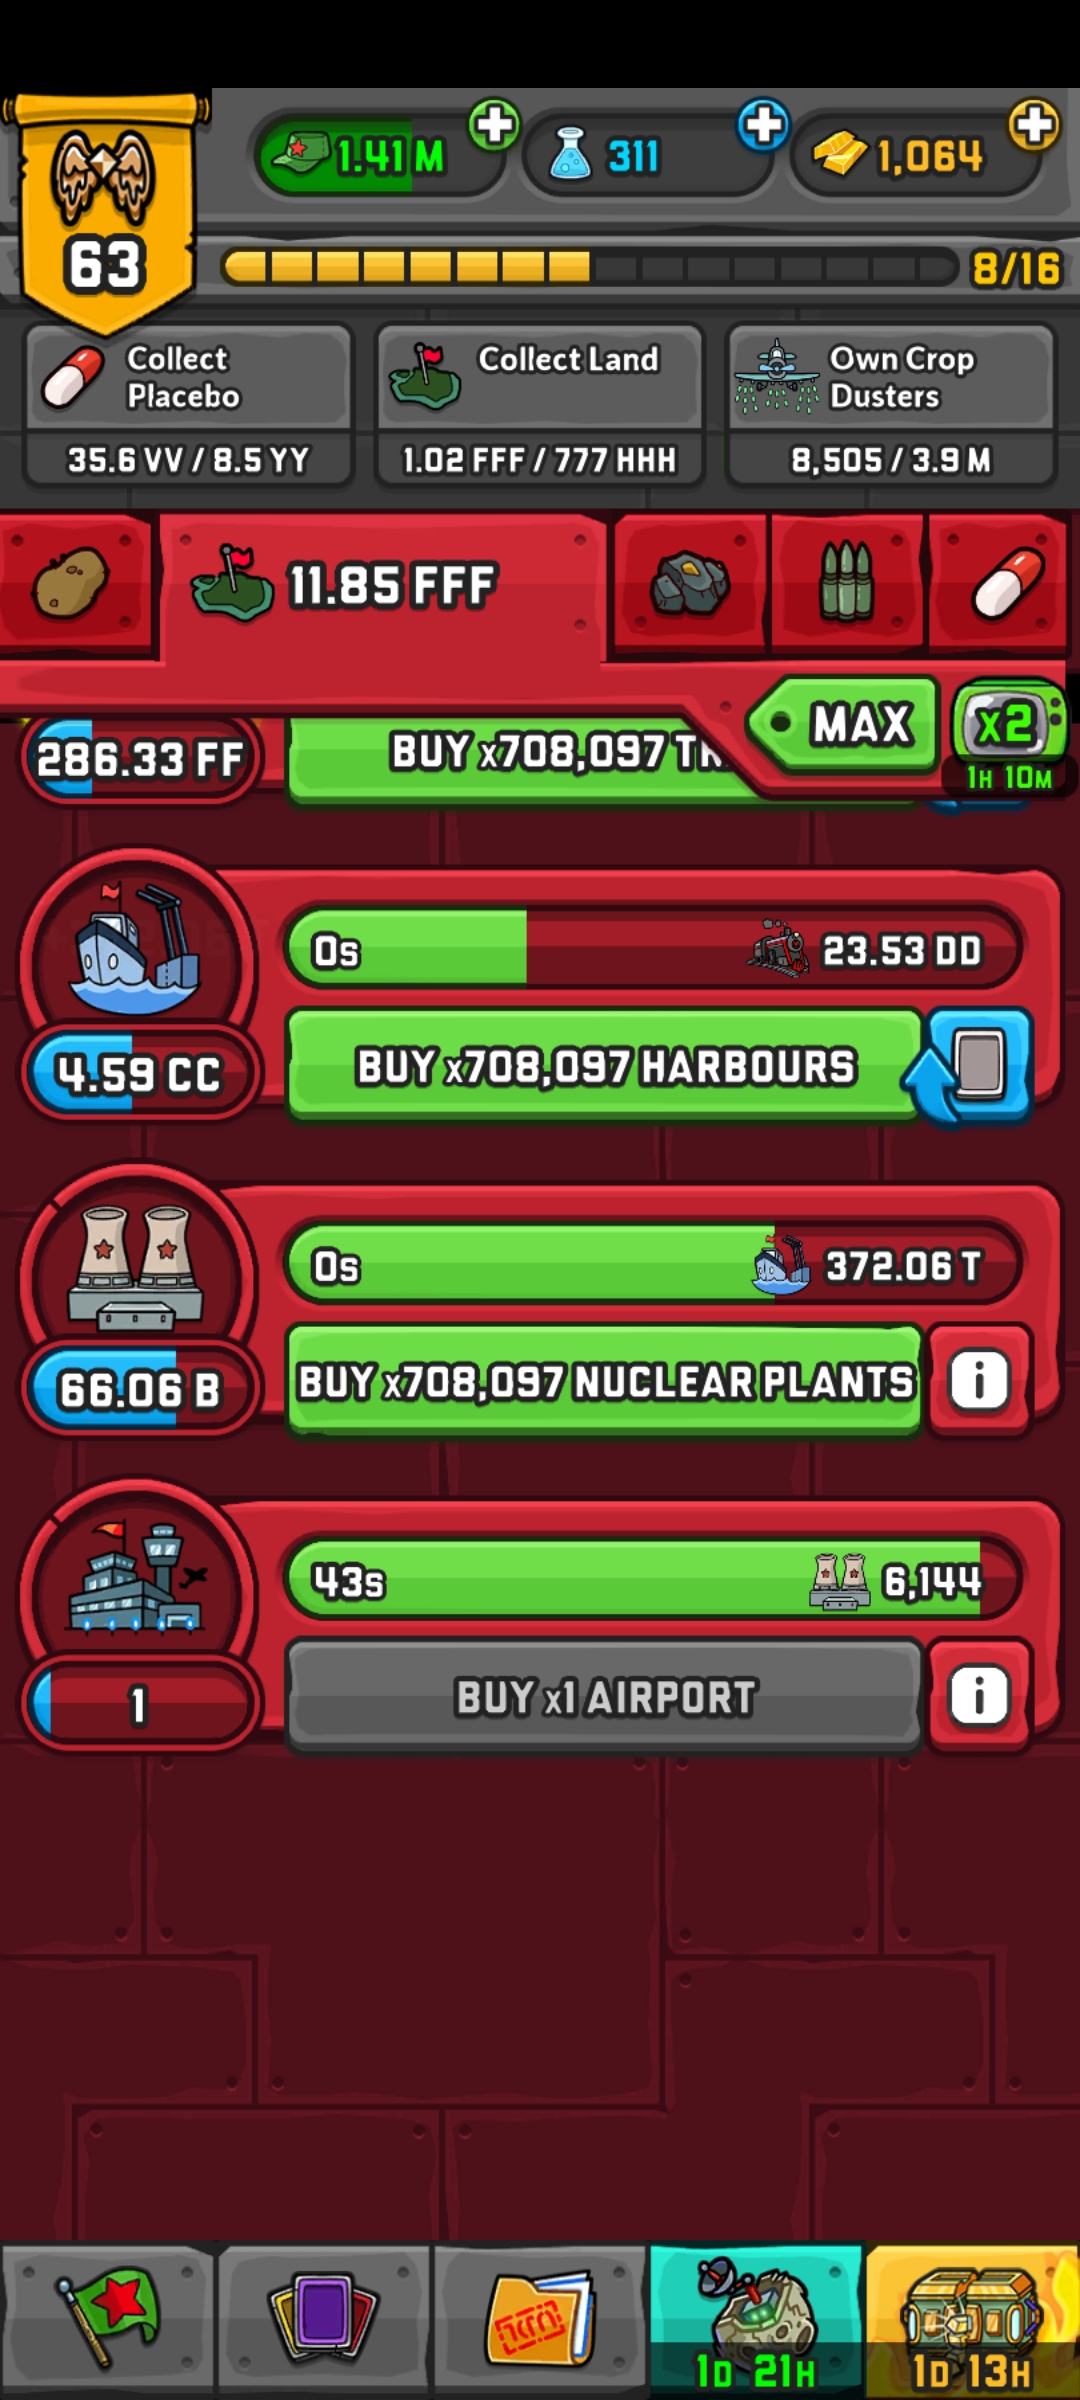 63
1.41 M
311
1,064
8/16
Collect
Placebo
35.6 VV / 8.5 YY
Collect Land
1.02 FFF / 777 HHH
Own Crop
Dusters
8,505 / 3.9 M
11.85 FFF
MAX
x2
1H 10M
286.33 FF
BUY x708,097
0s
23.53 DD
4.59 CC
BUY x708,097 HARBOURS
0s
372.06 T
66.06 B
BUY x708,097 NUCLEAR PLANTS
i
43s
6,144
1
BUY x1 AIRPORT
i
1D 21H
1D 13H